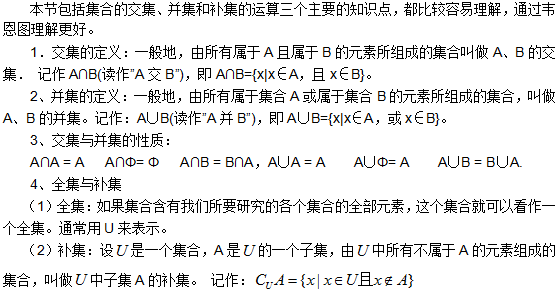 本节包括集合的交集、并集和补集的运算三个主要的知识点，都比较容易理解，通过韦
恩图理解更好。
1．交集的定义：一般地，由所有属于 A 且属于 B 的元素所组成的集合叫做 A、B 的交
集． 记作 A∩B(读作"A 交 B")，即 A∩B={x|x∈A，且 x∈B}。
2、并集的定义：一般地，由所有属于集合 A 或属于集合 B 的元素所组成的集合，叫做
A、B 的并集。记作：A∪B(读作"A 并 B")，即 A∪B={x|x∈A，或 x∈B}。
3、交集与并集的性质：
A∩A = A A∩Φ= Φ A∩B = B∩A，A∪A = A A∪Φ= A A∪B = B∪A.
4、全集与补集
（1）全集：如果集合含有我们所要研究的各个集合的全部元素，这个集合就可以看作一
个全集。通常用 U 来表示。
（2）补集：设 U 是一个集合，A 是 U 的一个子集，由 U 中所有不属于 A 的元素组成的
集合，叫做 U 中子集 A 的补集。 记作：C_U A = {x | x∈U且x∉A}